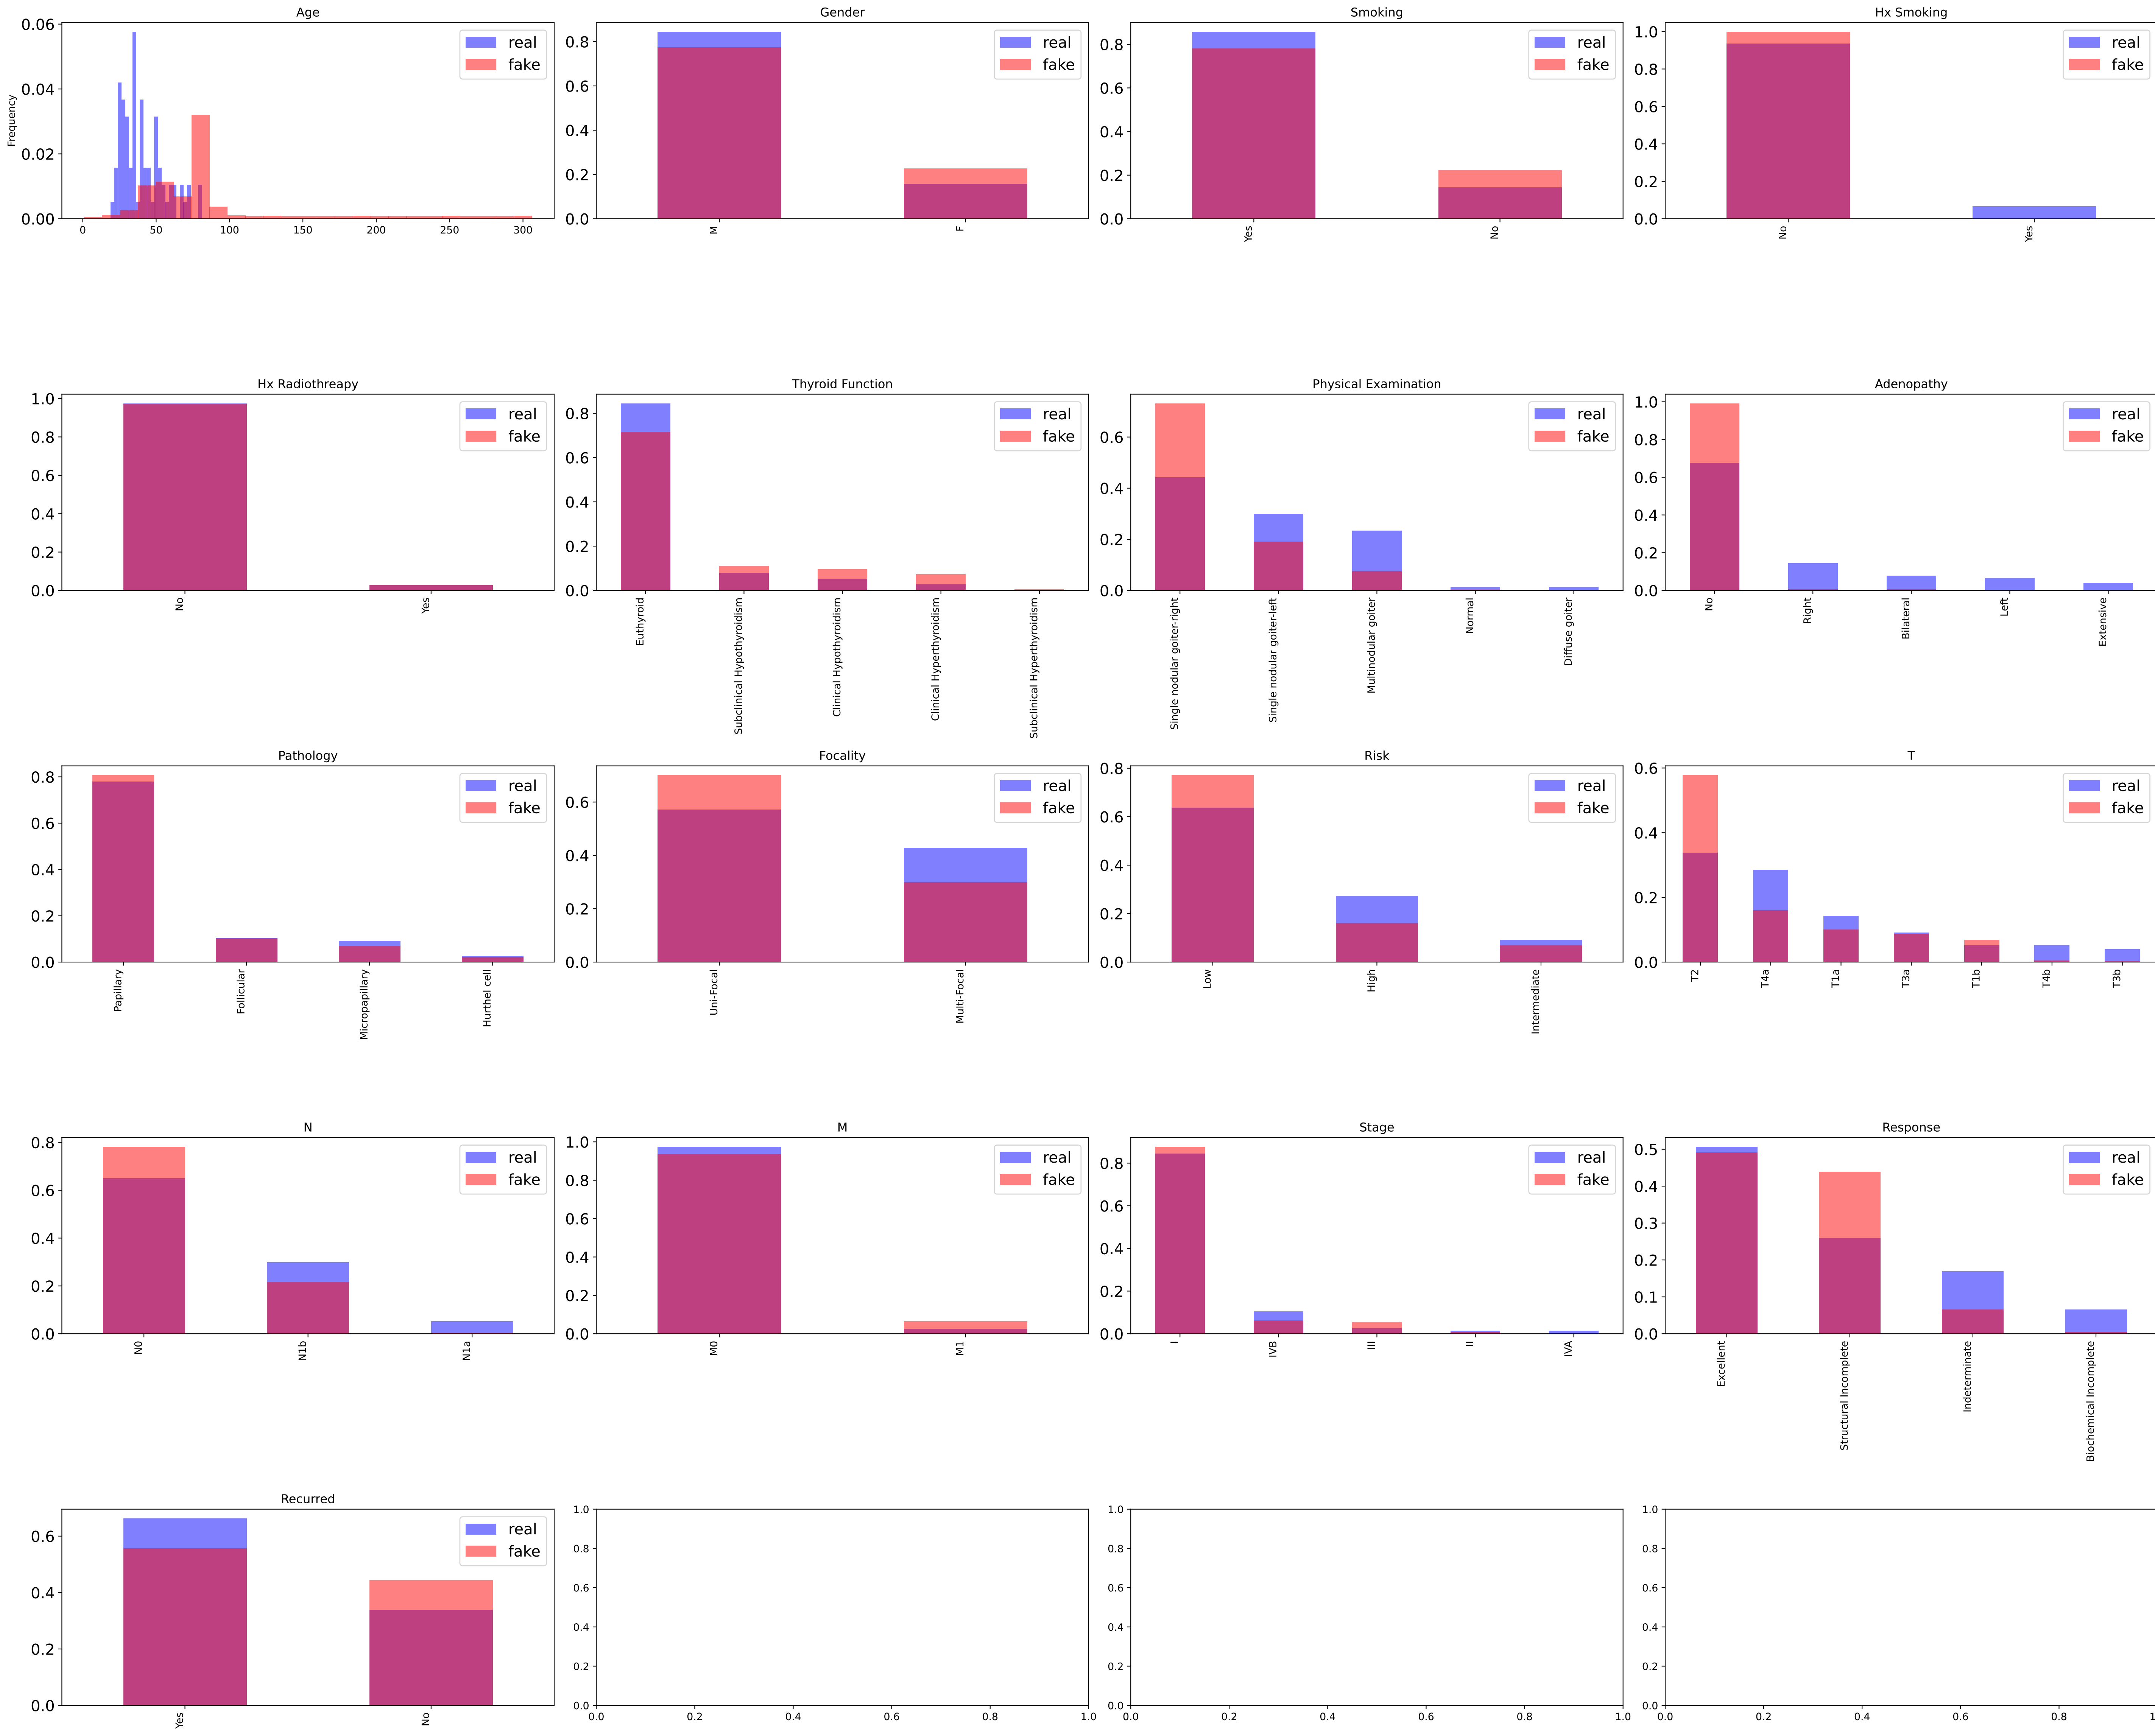 Age
real
fake
Frequency
0.06
0.04
0.02
0.00
0 50 100 150 200 250 300
Gender
real
fake
0.8
0.6
0.4
0.2
0.0
M F
Smoking
real
fake
0.8
0.6
0.4
0.2
0.0
Yes No
Hx Smoking
real
fake
1.0
0.8
0.6
0.4
0.2
0.0
No Yes
Hx Radiothreapy
real
fake
1.0
0.8
0.6
0.4
0.2
0.0
No Yes
Thyroid Function
real
fake
0.8
0.6
0.4
0.2
0.0
Euthyroid
Subclinical Hypothyroidism
Clinical Hypothyroidism
Clinical Hyperthyroidism
Subclinical Hyperthyroidism
Physical Examination
real
fake
0.6
0.4
0.2
0.0
Single nodular goiter-right
Single nodular goiter-left
Multinodular goiter
Normal
Diffuse goiter
Adenopathy
real
fake
1.0
0.8
0.6
0.4
0.2
0.0
No
Right
Bilateral
Left
Extensive
Pathology
real
fake
0.8
0.6
0.4
0.2
0.0
Papillary
Follicular
Micropapillary
Hurthel cell
Focality
real
fake
0.6
0.4
0.2
0.0
Uni-Focal
Multi-Focal
Risk
real
fake
0.8
0.6
0.4
0.2
0.0
Low
High
Intermediate
T
real
fake
0.6
0.4
0.2
0.0
T2
T4a
T1a
T3a
T1b
T4b
T3b
N
real
fake
0.8
0.6
0.4
0.2
0.0
N0
N1b
N1a
M
real
fake
1.0
0.8
0.6
0.4
0.2
0.0
M0
M1
Stage
real
fake
0.8
0.6
0.4
0.2
0.0
I
IVB
III
II
IVA
Response
real
fake
0.5
0.4
0.3
0.2
0.1
0.0
Excellent
Structural Incomplete
Indeterminate
Biochemical Incomplete
Recurred
real
fake
0.6
0.4
0.2
0.0
Yes
No
1.0
0.8
0.6
0.4
0.2
0.0
0.0 0.2 0.4 0.6 0.8 1.0
1.0
0.8
0.6
0.4
0.2
0.0
0.0 0.2 0.4 0.6 0.8 1.0
1.0
0.8
0.6
0.4
0.2
0.0
0.0 0.2 0.4 0.6 0.8